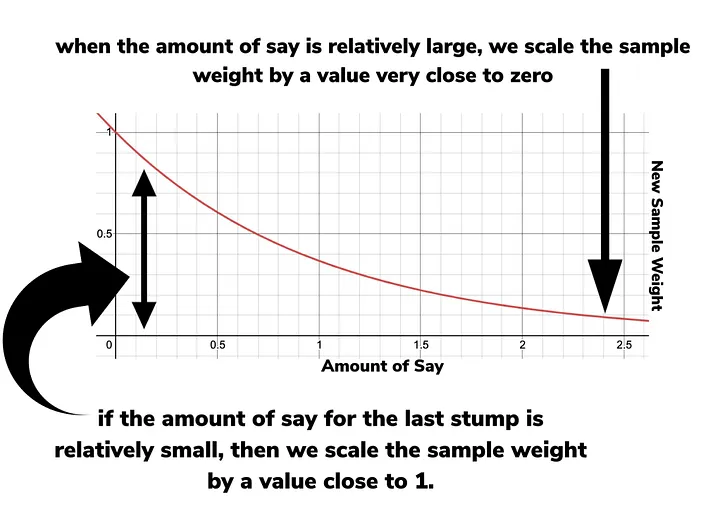 when the amount of say is relatively large, we scale the sample
weight by a value very close to zero
1
0.5
New Sample Weight
0
0.5
1
1.5
2
2.5
Amount of Say
if the amount of say for the last stump is
relatively small, then we scale the sample weight
by a value close to 1.